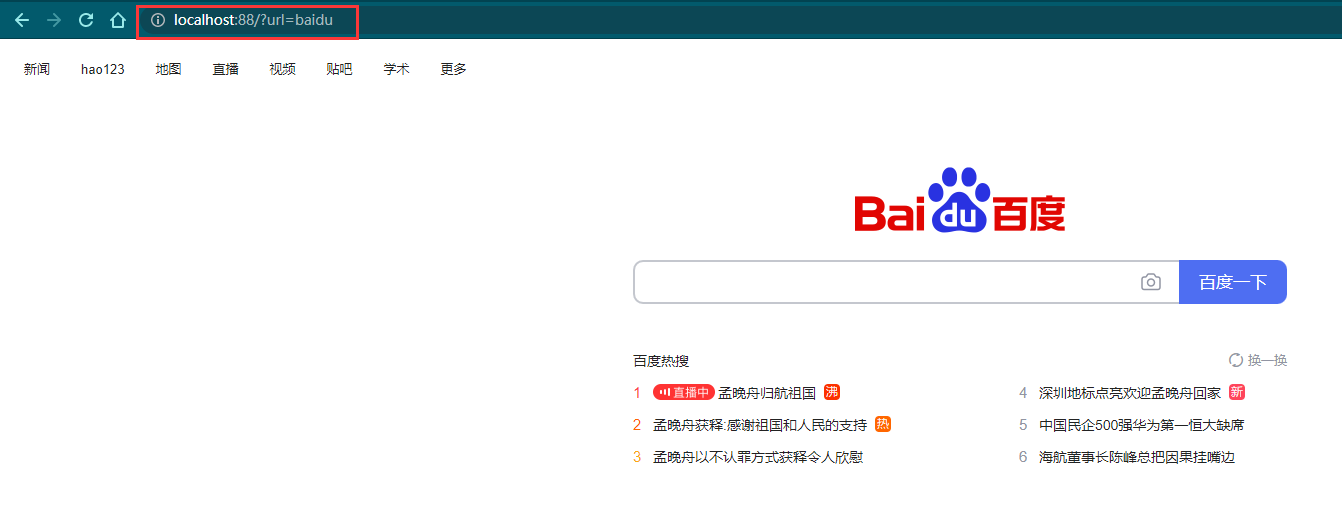 localhost:88/?url=baidu
新闻 hao123 地图 直播 视频 贴吧 学术 更多
Bai du 百度
百度一下
百度热搜 换一换
1 直播中 孟晚舟归航祖国 沸
4 深圳地标点亮欢迎孟晚舟回家 新
2 孟晚舟获释:感谢祖国和人民的支持 热
5 中国民企500强华为第一恒大缺席
3 孟晚舟以不认罪方式获释令人欣慰
6 海航董事长陈峰总把因果挂嘴边